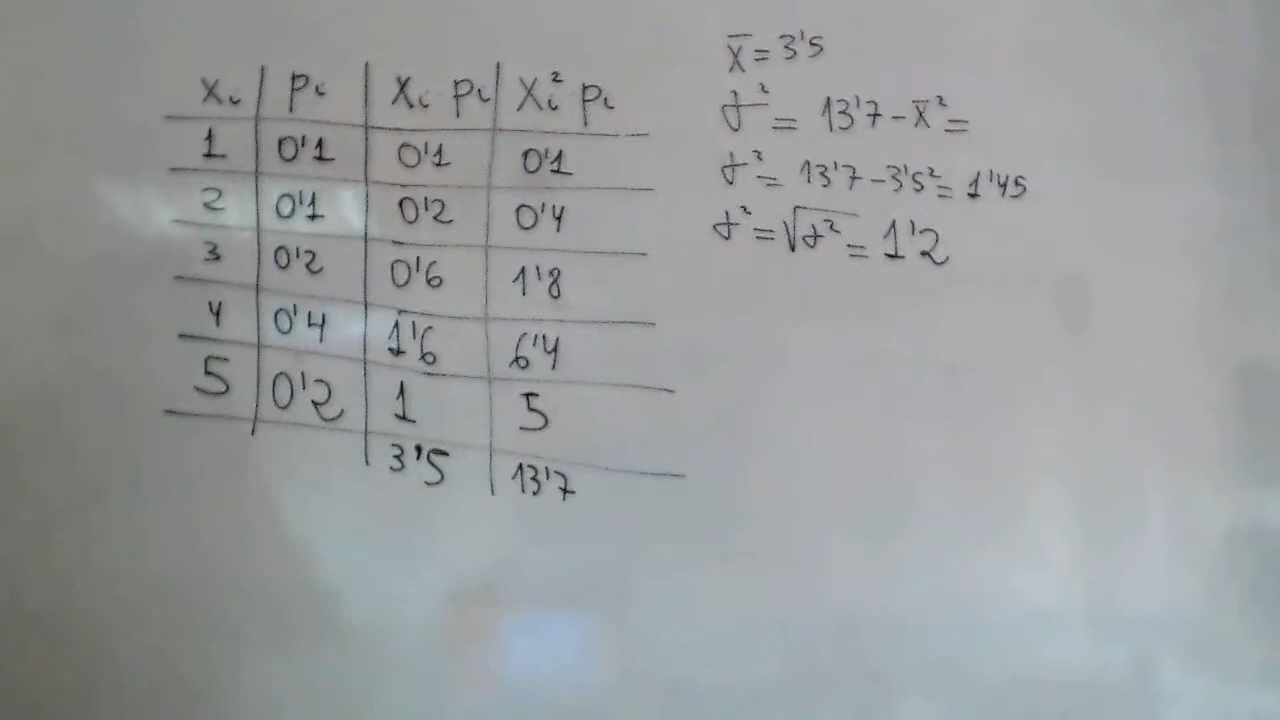 xᵢ pᵢ xᵢ pᵢ xᵢ² pᵢ
1 0'1 0'1 0'1
2 0'1 0'2 0'4
3 0'2 0'6 1'8
4 0'4 1'6 6'4
5 0'2 1 5
3'5 13'7
x̄ = 3'5
σ² = 13'7 - x̄² =
σ² = 13'7 - 3'5² = 1'45
σ² = √σ² = 1'2